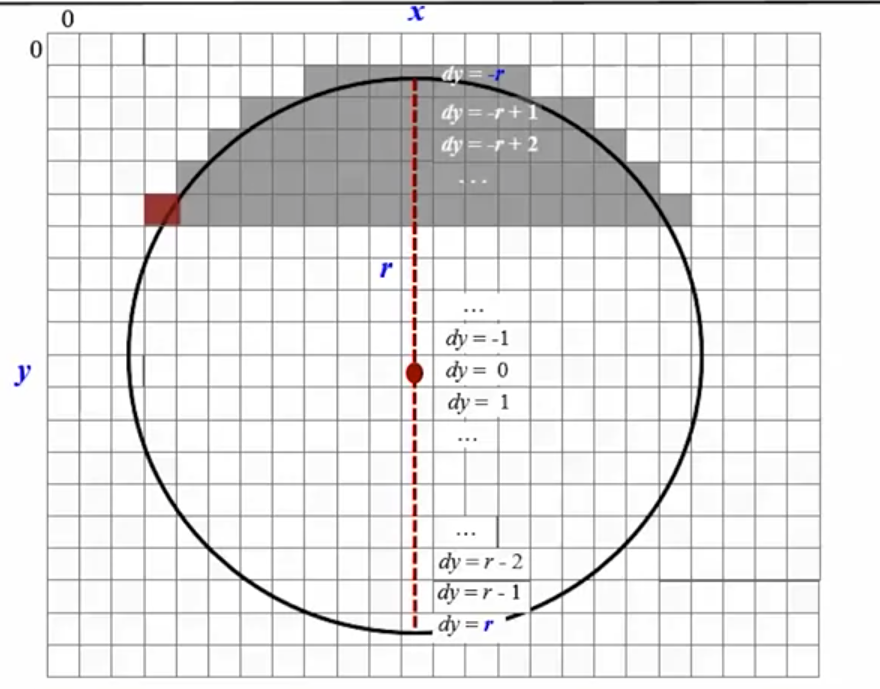 0
x
0
dy = -r
dy = -r + 1
dy = -r + 2
...
r
...
dy = -1
y
dy = 0
dy = 1
...
...
dy = r - 2
dy = r - 1
dy = r